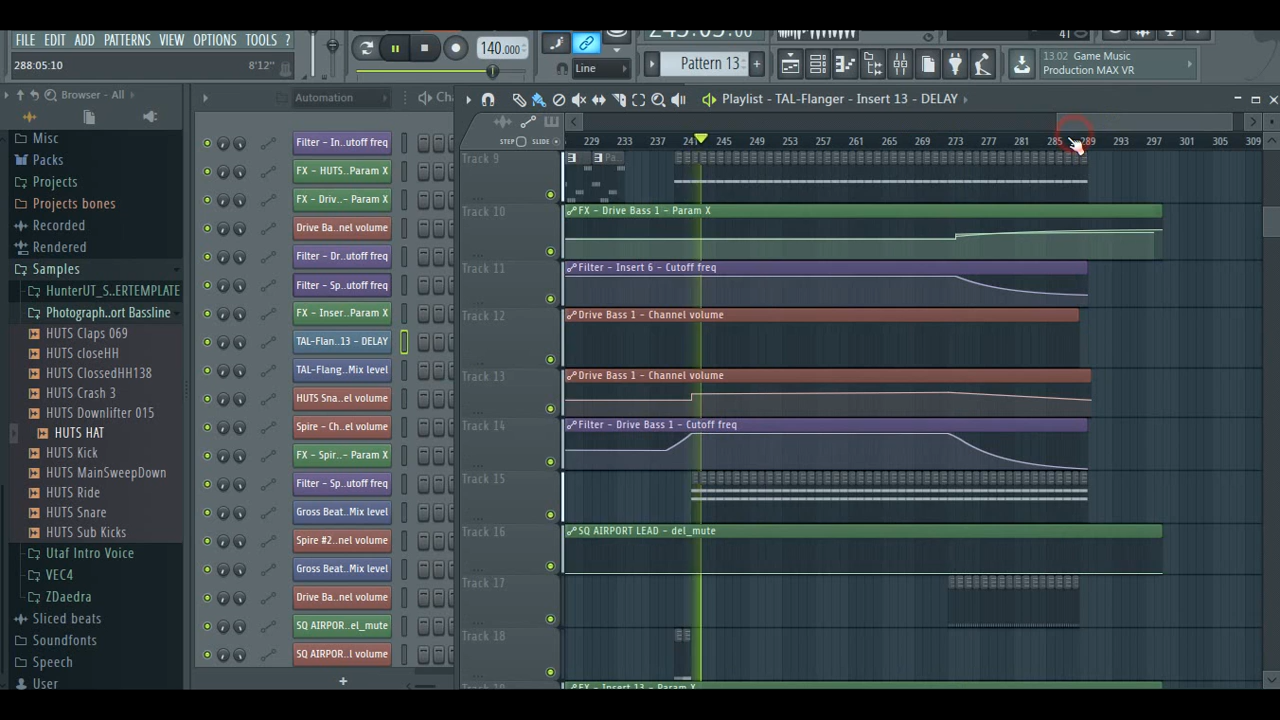 FILE EDIT ADD PATTERNS VIEW OPTIONS TOOLS ?
288:05:10
8'12"
140.000
Line
Pattern 13
13:02 Game Music
Production MAX VR
41
Browser - All
Automation
Playlist - TAL-Flanger - Insert 13 - DELAY
STEP SLIDE
229 233 237 241 245 249 253 257 261 265 269 273 277 281 285 289 293 297 301 305 309
Misc
Packs
Projects
Projects bones
Recorded
Rendered
Samples
HunterUT_S..ERTEMPLATE
Photograph..ort Bassline
HUTS Claps 069
HUTS closeHH
HUTS ClossedHH138
HUTS Crash 3
HUTS Downlifter 015
HUTS HAT
HUTS Kick
HUTS MainSweepDown
HUTS Ride
HUTS Snare
HUTS Sub Kicks
Utaf Intro Voice
VEC4
ZDaedra
Sliced beats
Soundfonts
Speech
User
Filter - In..utoff freq
FX - HUTS..Param X
FX - Driv..- Param X
Drive Ba..nel volume
Filter - Dr..utoff freq
Filter - Sp..utoff freq
FX - Inser..- Param X
TAL-Flan..13 - DELAY
TAL-Flang..Mix level
HUTS Sna..el volume
Spire - Ch..el volume
FX - Spir..- Param X
Filter - Sp..utoff freq
Gross Beat..Mix level
Spire #2..nel volume
Gross Beat..Mix level
Drive Ba..nel volume
SQ AIRPOR..el_mute
SQ AIRPOR..l volume
Track 9
Track 10
FX - Drive Bass 1 - Param X
Track 11
Filter - Insert 6 - Cutoff freq
Track 12
Drive Bass 1 - Channel volume
Track 13
Drive Bass 1 - Channel volume
Track 14
Filter - Drive Bass 1 - Cutoff freq
Track 15
Track 16
SQ AIRPORT LEAD - del_mute
Track 17
Track 18
FX - Insert 13 - Param X